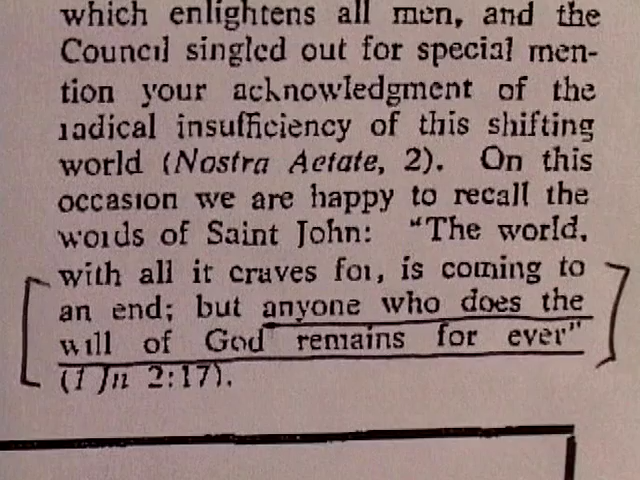 which enlightens all men, and the
Council singled out for special men-
tion your acknowledgment of the
radical insufficiency of this shifting
world (Nostra Aetate, 2). On this
occasion we are happy to recall the
words of Saint John: "The world,
with all it craves for, is coming to
an end; but anyone who does the
will of God remains for ever"
(1 Jn 2:17).